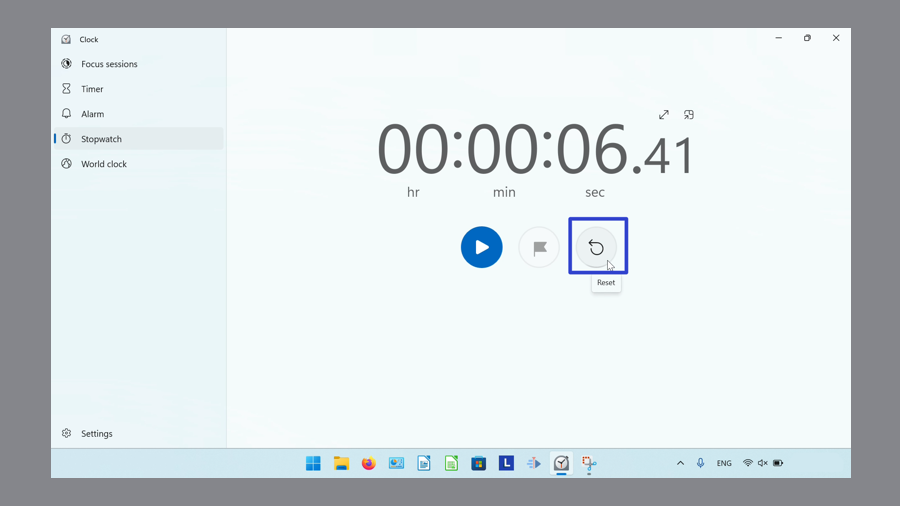 Clock
Focus sessions
Timer
Alarm
Stopwatch
World clock
00:00:06.41
hr min sec
Reset
Settings
L
ENG